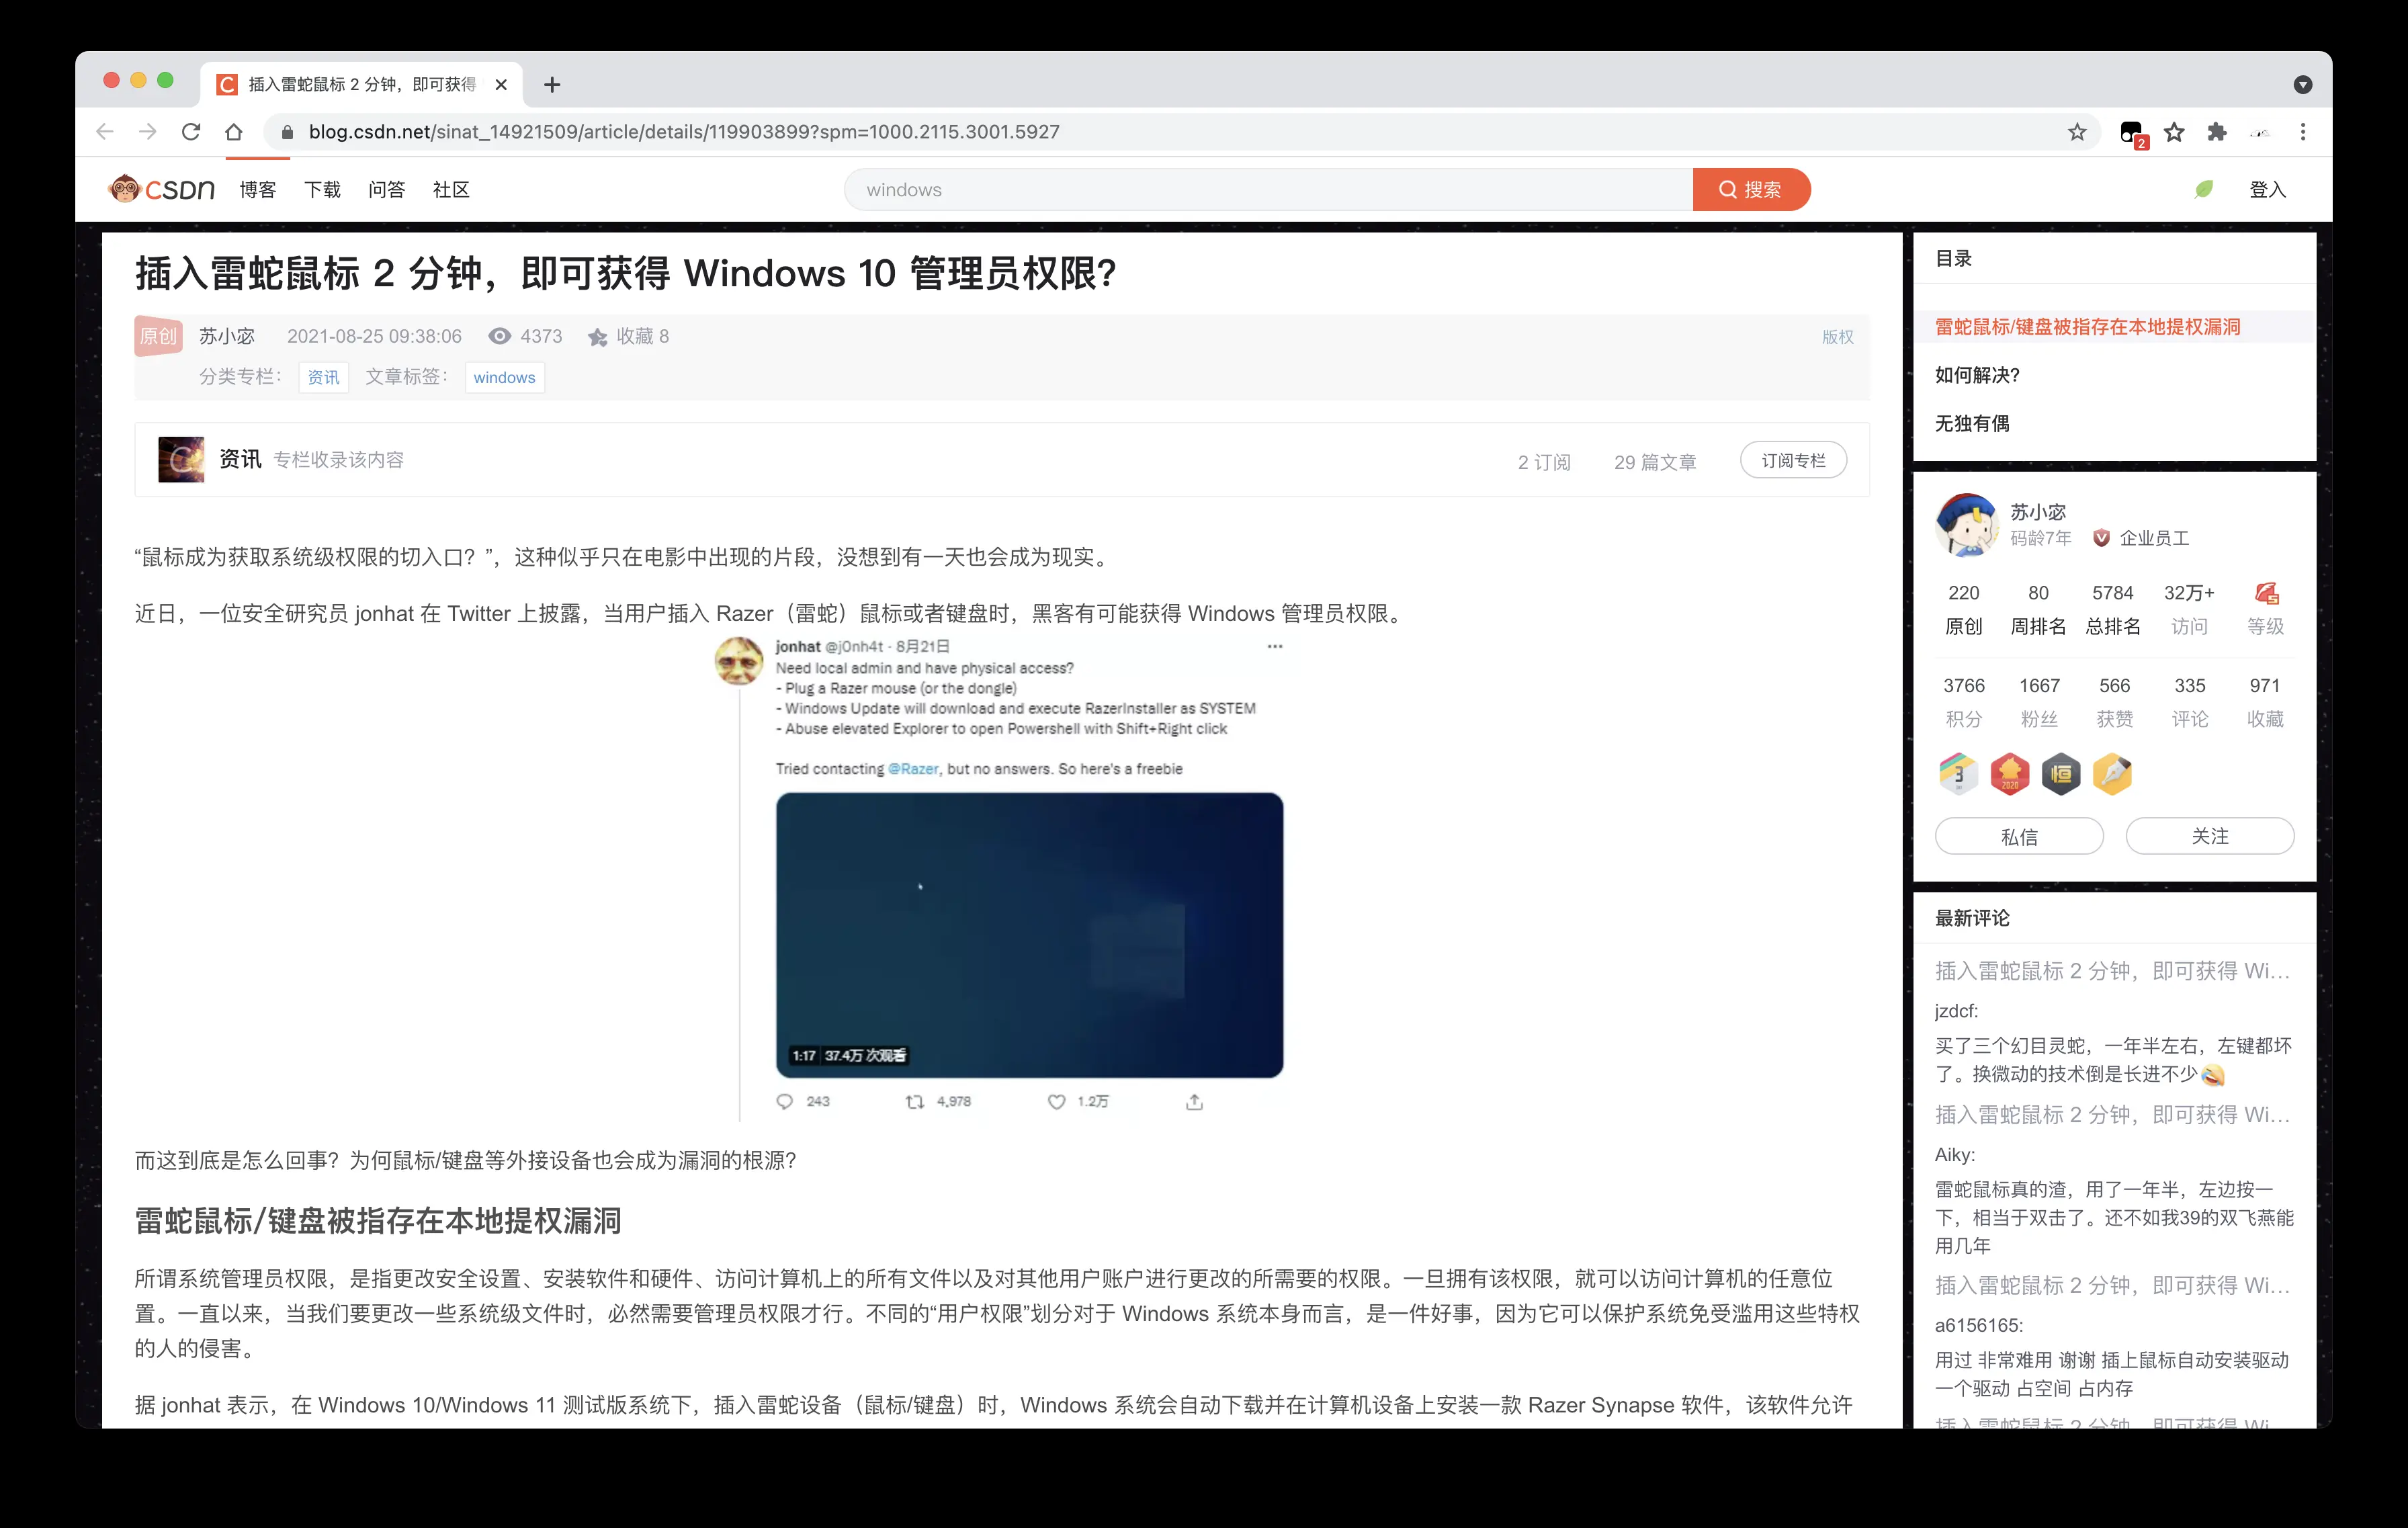 插入雷蛇鼠标 2 分钟，即可获得
blog.csdn.net/sinat_14921509/article/details/119903899?spm=1000.2115.3001.5927
2
CSDN 博客 下载 问答 社区
windows
搜索
登入
插入雷蛇鼠标 2 分钟，即可获得 Windows 10 管理员权限？
原创 苏小宓 2021-08-25 09:38:06 4373 收藏 8
版权
分类专栏： 资讯 文章标签： windows
资讯 专栏收录该内容
2 订阅 29 篇文章 订阅专栏
“鼠标成为获取系统级权限的切入口？”，这种似乎只在电影中出现的片段，没想到有一天也会成为现实。
近日，一位安全研究员 jonhat 在 Twitter 上披露，当用户插入 Razer（雷蛇）鼠标或者键盘时，黑客有可能获得 Windows 管理员权限。
jonhat @j0nh4t · 8月21日
Need local admin and have physical access?
- Plug a Razer mouse (or the dongle)
- Windows Update will download and execute RazerInstaller as SYSTEM
- Abuse elevated Explorer to open Powershell with Shift+Right click
Tried contacting @Razer, but no answers. So here's a freebie
1:17 37.4万 次观看
243 4,978 1.2万
而这到底是怎么回事？为何鼠标/键盘等外接设备也会成为漏洞的根源？
雷蛇鼠标/键盘被指存在本地提权漏洞
所谓系统管理员权限，是指更改安全设置、安装软件和硬件、访问计算机上的所有文件以及对其他用户账户进行更改的所需要的权限。一旦拥有该权限，就可以访问计算机的任意位
置。一直以来，当我们要更改一些系统级文件时，必然需要管理员权限才行。不同的“用户权限”划分对于 Windows 系统本身而言，是一件好事，因为它可以保护系统免受滥用这些特权
的人的侵害。
据 jonhat 表示，在 Windows 10/Windows 11 测试版系统下，插入雷蛇设备（鼠标/键盘）时，Windows 系统会自动下载并在计算机设备上安装一款 Razer Synapse 软件，该软件允许
目录
雷蛇鼠标/键盘被指存在本地提权漏洞
如何解决？
无独有偶
苏小宓
码龄7年 企业员工
220 80 5784 32万+
原创 周排名 总排名 访问 等级
3766 1667 566 335 971
积分 粉丝 获赞 评论 收藏
私信 关注
最新评论
插入雷蛇鼠标 2 分钟，即可获得 Wi...
jzdcf:
买了三个幻目灵蛇，一年半左右，左键都坏
了。换微动的技术倒是长进不少
插入雷蛇鼠标 2 分钟，即可获得 Wi...
Aiky:
雷蛇鼠标真的渣，用了一年半，左边按一
下，相当于双击了。还不如我39的双飞燕能
用几年
插入雷蛇鼠标 2 分钟，即可获得 Wi...
a6156165:
用过 非常难用 谢谢 插上鼠标自动安装驱动
一个驱动 占空间 占内存
插入雷蛇鼠标 2 分钟，即可获得 Wi...